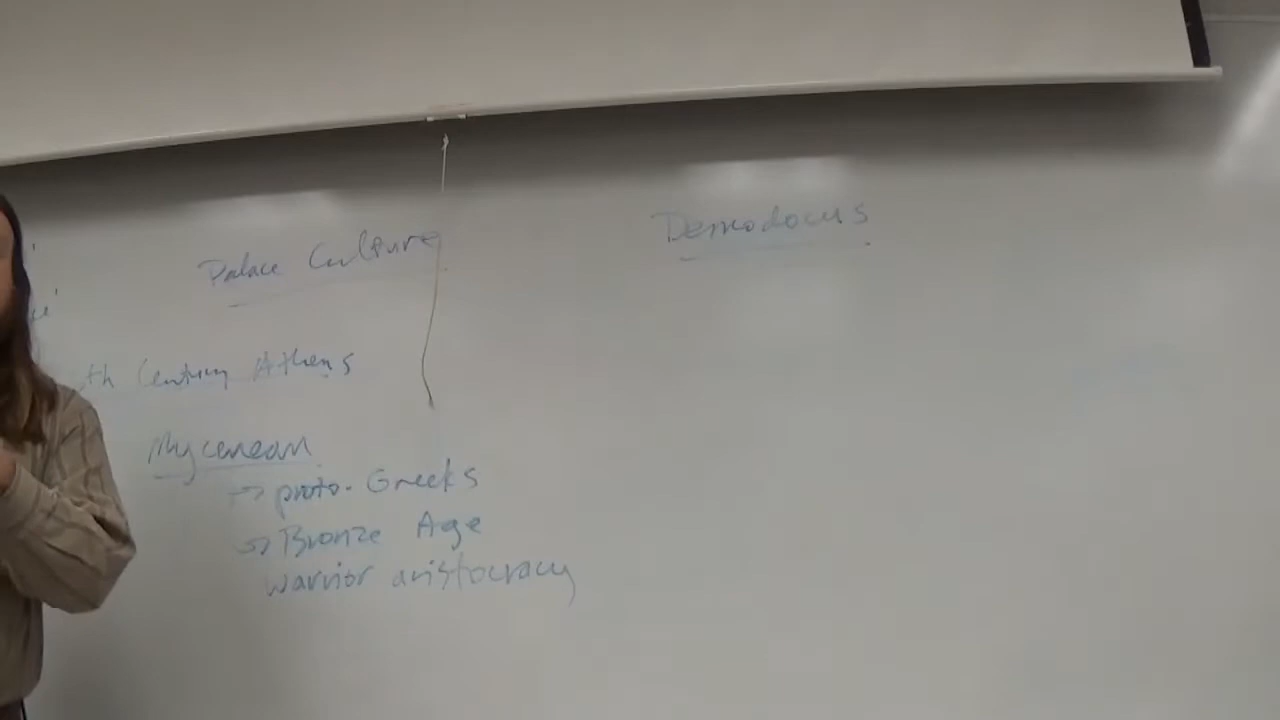 Palace Culture
Demodocus
th Century Athens
Mycenean
→ proto-Greeks
→ Bronze Age
warrior aristocracy